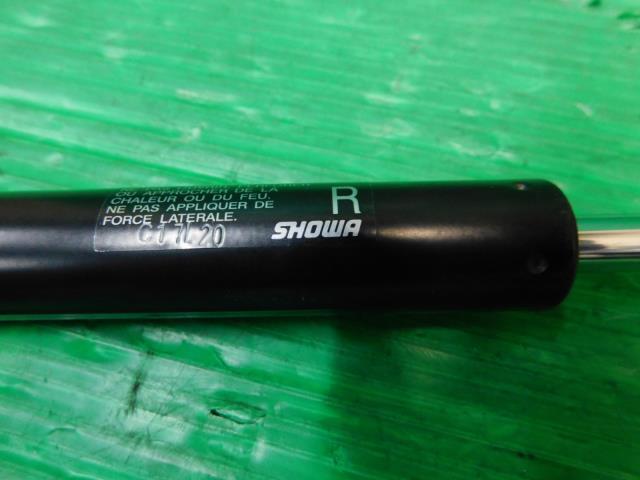 OU APPROCHER DE LA
CHALEUR OU DU FEU.
NE PAS APPLIQUER DE
FORCE LATERALE.
R
C17L20
SHOWA